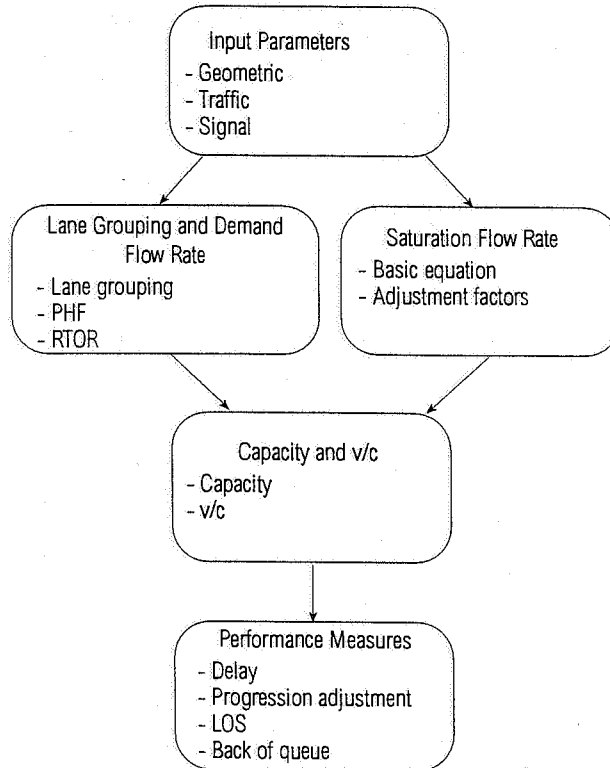 Input Parameters
- Geometric
- Traffic
- Signal
Lane Grouping and Demand
Flow Rate
- Lane grouping
- PHF
- RTOR
Saturation Flow Rate
- Basic equation
- Adjustment factors
Capacity and v/c
- Capacity
- v/c
Performance Measures
- Delay
- Progression adjustment
- LOS
- Back of queue